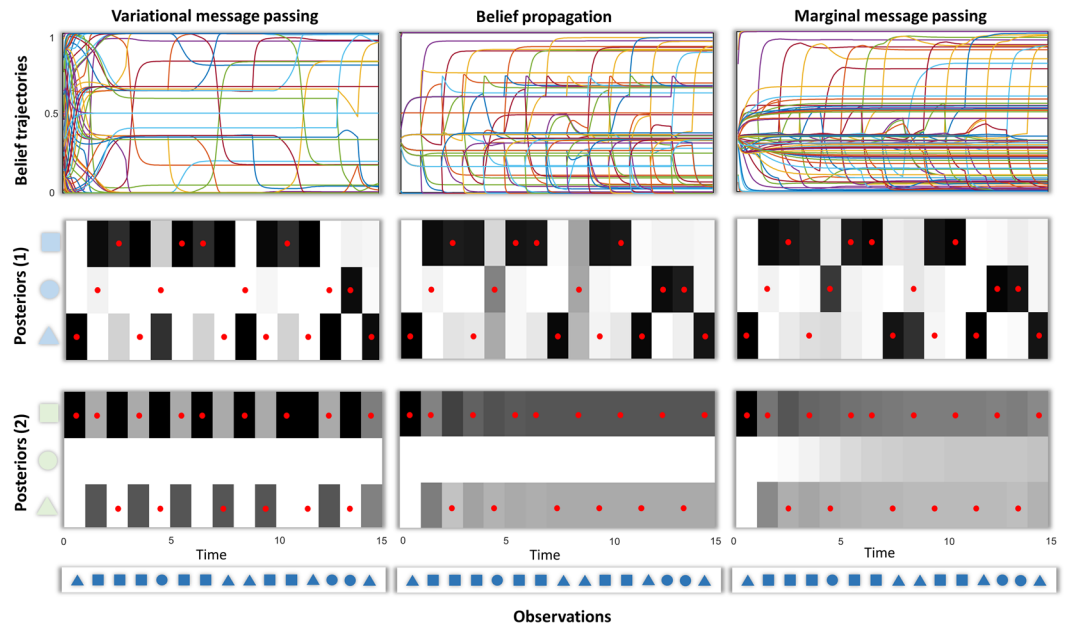 Variational message passing
Belief propagation
Marginal message passing
Belief trajectories
1
0.5
0
Posteriors (1)
Posteriors (2)
0 5 10 15
0 5 10 15
0 5 10 15
Time
Time
Time
Observations